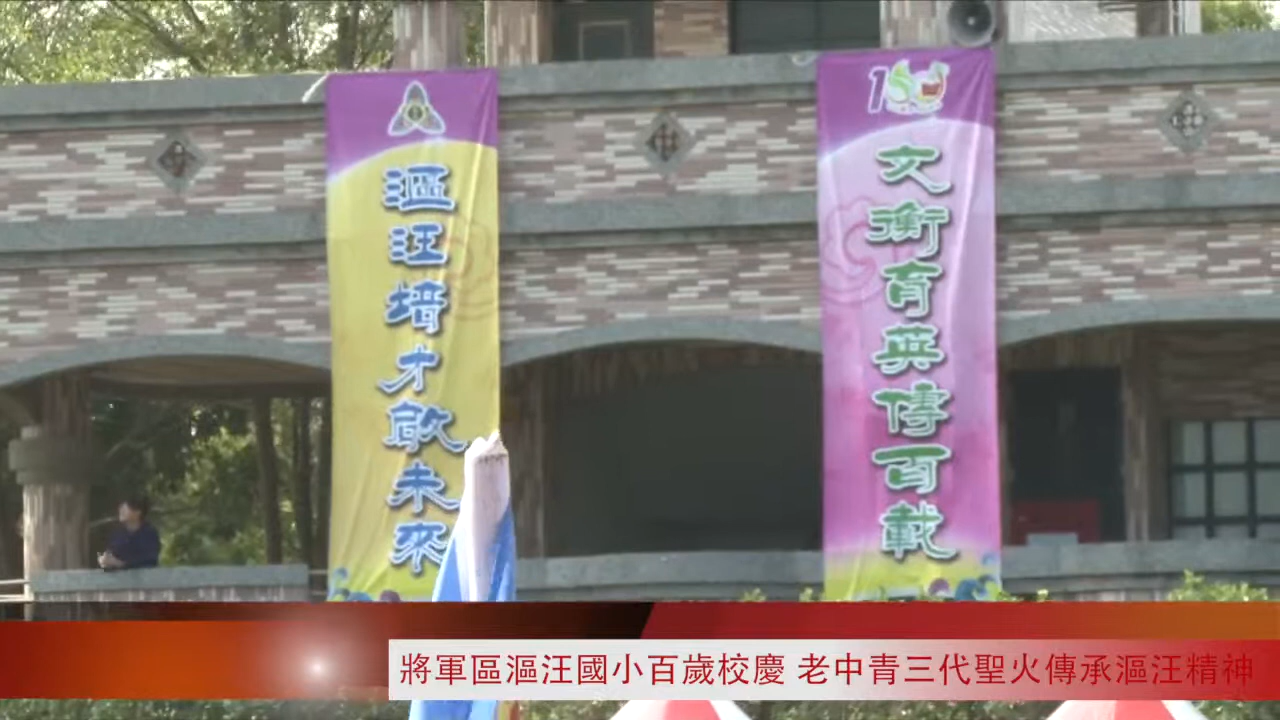 文衡育英傳百載
漚汪培才啟未來
100
將軍區漚汪國小百歲校慶 老中青三代聖火傳承漚汪精神